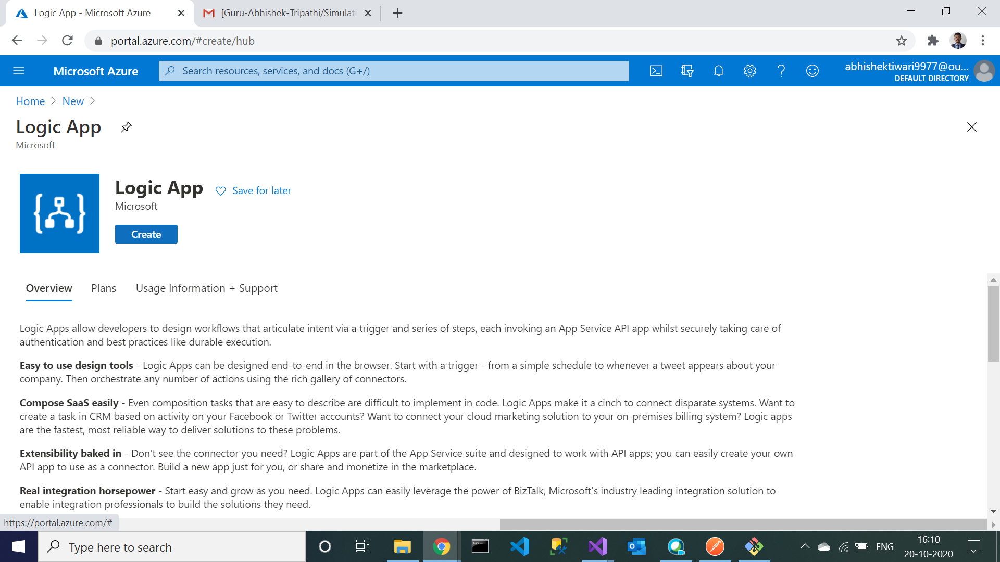 Logic App - Microsoft Azure
[Guru-Abhishek-Tripathi/Simulati
portal.azure.com/#create/hub
Microsoft Azure
Search resources, services, and docs (G+/)
abhishektiwari9977@ou...
DEFAULT DIRECTORY
Home
New
Logic App
Microsoft
Logic App
Save for later
Microsoft
Create
Overview
Plans
Usage Information + Support
Logic Apps allow developers to design workflows that articulate intent via a trigger and series of steps, each invoking an App Service API app whilst securely taking care of
authentication and best practices like durable execution.
Easy to use design tools - Logic Apps can be designed end-to-end in the browser. Start with a trigger - from a simple schedule to whenever a tweet appears about your
company. Then orchestrate any number of actions using the rich gallery of connectors.
Compose SaaS easily - Even composition tasks that are easy to describe are difficult to implement in code. Logic Apps make it a cinch to connect disparate systems. Want to
create a task in CRM based on activity on your Facebook or Twitter accounts? Want to connect your cloud marketing solution to your on-premises billing system? Logic apps
are the fastest, most reliable way to deliver solutions to these problems.
Extensibility baked in - Don't see the connector you need? Logic Apps are part of the App Service suite and designed to work with API apps; you can easily create your own
API app to use as a connector. Build a new app just for you, or share and monetize in the marketplace.
Real integration horsepower - Start easy and grow as you need. Logic Apps can easily leverage the power of BizTalk, Microsoft's industry leading integration solution to
enable integration professionals to build the solutions they need.
https://portal.azure.com/#
Type here to search
ENG
16:10
20-10-2020